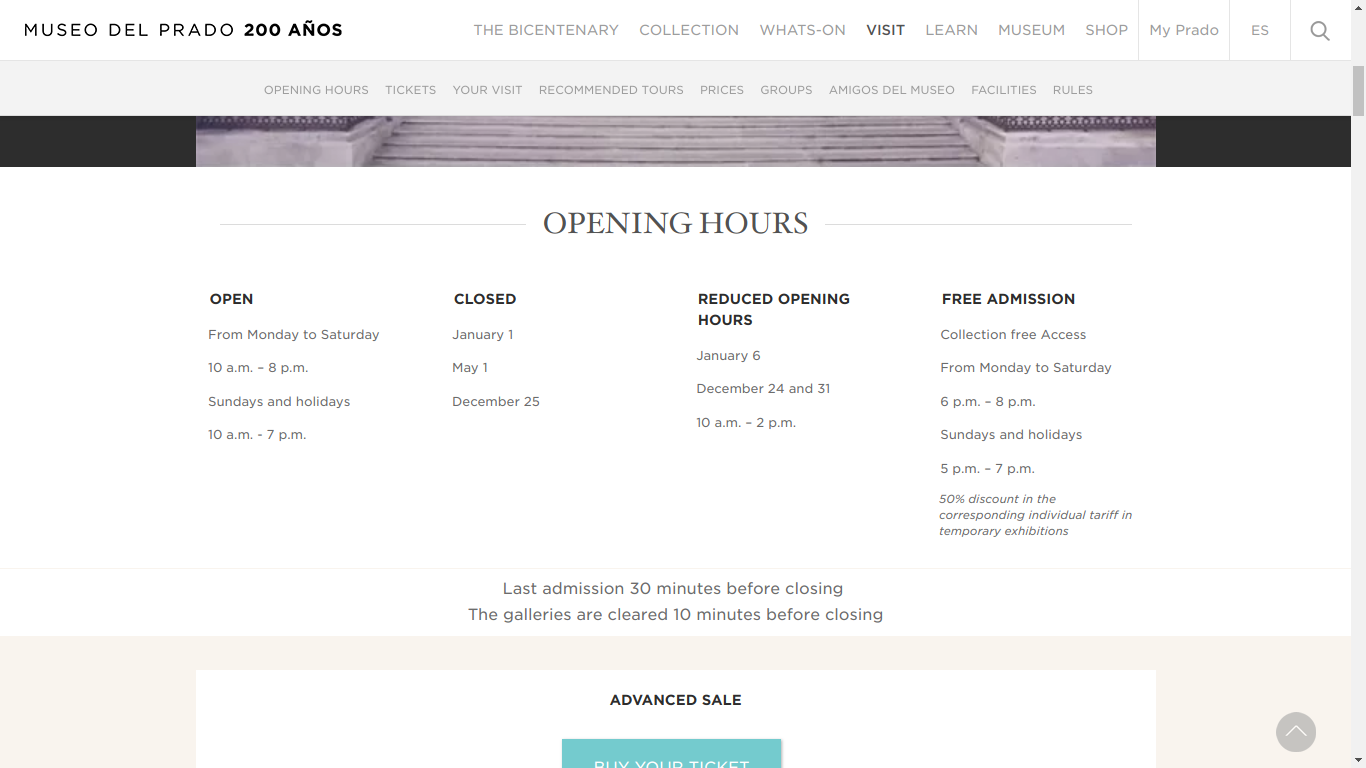 MUSEO DEL PRADO 200 AÑOS
THE BICENTENARY COLLECTION WHATS-ON VISIT LEARN MUSEUM SHOP My Prado ES
OPENING HOURS TICKETS YOUR VISIT RECOMMENDED TOURS PRICES GROUPS AMIGOS DEL MUSEO FACILITIES RULES
OPENING HOURS
OPEN
From Monday to Saturday
10 a.m. – 8 p.m.
Sundays and holidays
10 a.m. - 7 p.m.
CLOSED
January 1
May 1
December 25
REDUCED OPENING
HOURS
January 6
December 24 and 31
10 a.m. – 2 p.m.
FREE ADMISSION
Collection free Access
From Monday to Saturday
6 p.m. – 8 p.m.
Sundays and holidays
5 p.m. – 7 p.m.
50% discount in the
corresponding individual tariff in
temporary exhibitions
Last admission 30 minutes before closing
The galleries are cleared 10 minutes before closing
ADVANCED SALE
BUY YOUR TICKET